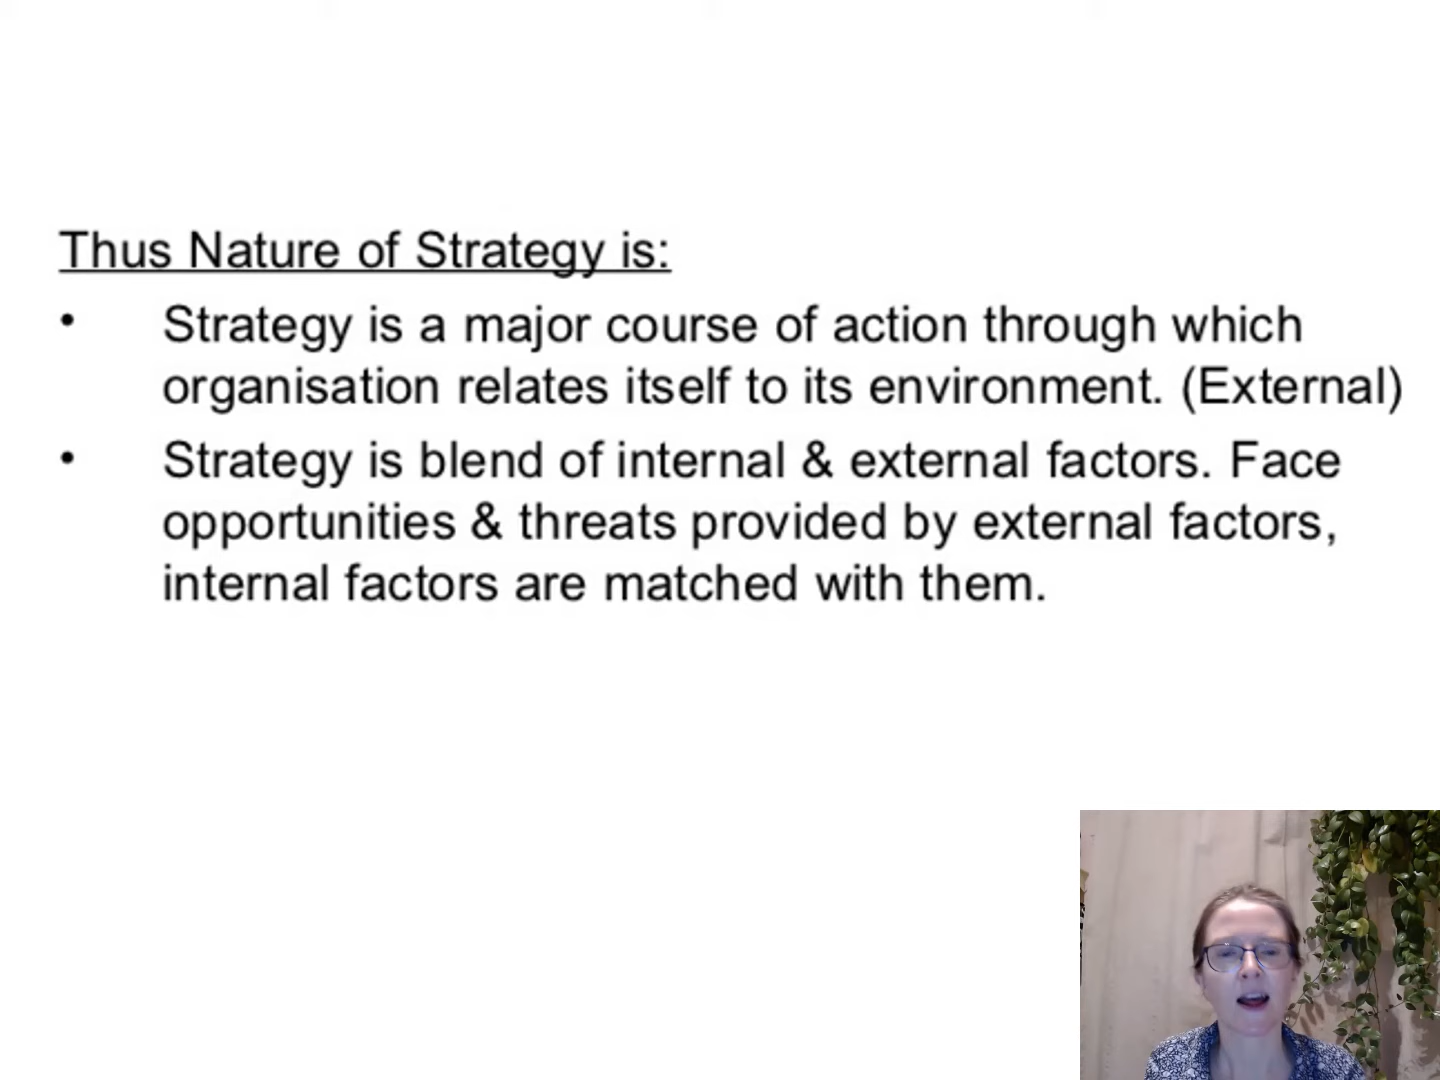 Thus Nature of Strategy is:
• Strategy is a major course of action through which
organisation relates itself to its environment. (External)
• Strategy is blend of internal & external factors. Face
opportunities & threats provided by external factors,
internal factors are matched with them.